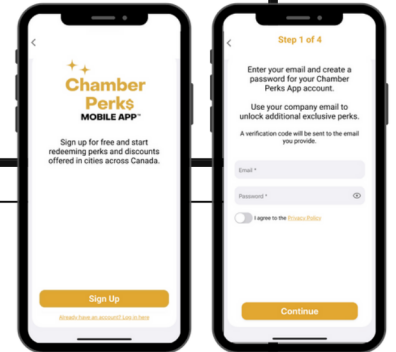 Chamber
Perk$
MOBILE APP™
Sign up for free and start
redeeming perks and discounts
offered in cities across Canada.
Sign Up
Already have an account? Log in here
Step 1 of 4
Enter your email and create a
password for your Chamber
Perks App account.
Use your company email to
unlock additional exclusive perks.
A verification code will be sent to the email
you provide.
Email *
Password *
I agree to the Privacy Policy
Continue